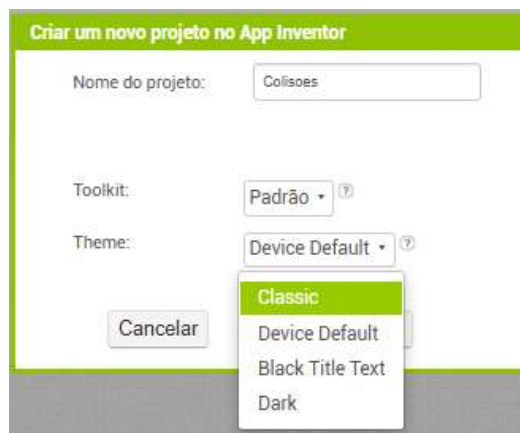 Criar um novo projeto no App Inventor
Nome do projeto: Colisoes
Toolkit: Padrão ?
Theme: Device Default ?
Classic
Cancelar
Device Default
Black Title Text
Dark